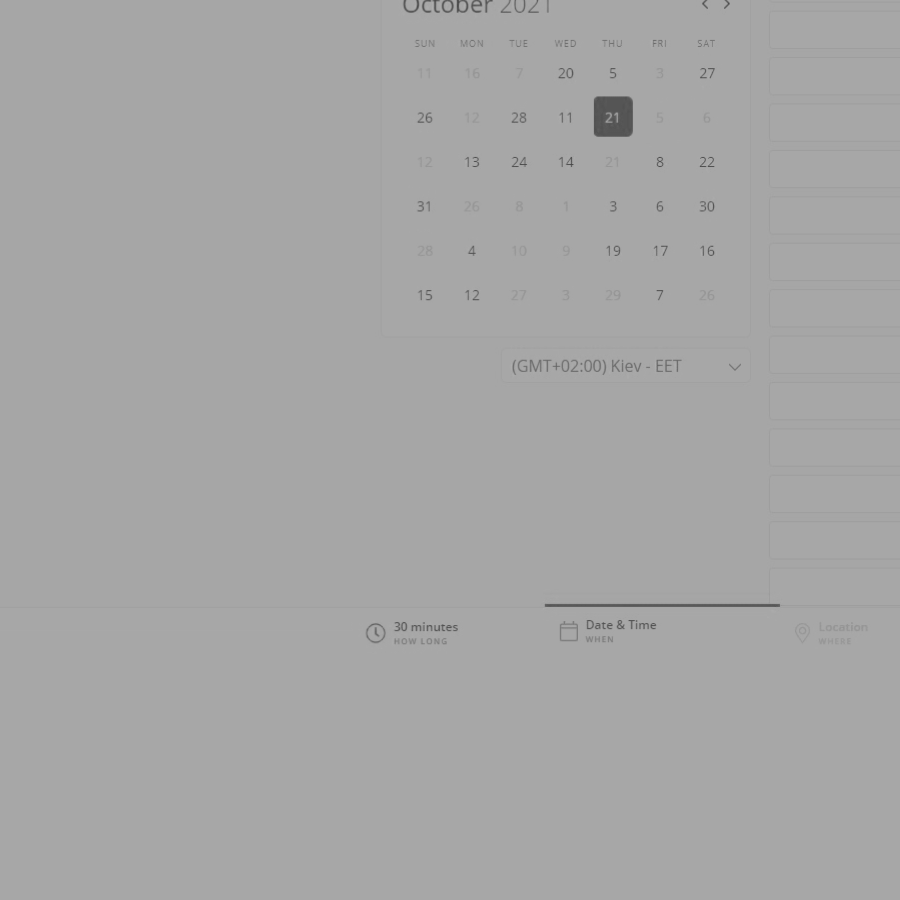 October 2021
SUN MON TUE WED THU FRI SAT
11 16 7 20 5 3 27
26 12 28 11 21 5 6
12 13 24 14 21 8 22
31 26 8 1 3 6 30
28 4 10 9 19 17 16
15 12 27 3 29 7 26
(GMT+02:00) Kiev - EET
30 minutes
HOW LONG
Date & Time
WHEN
Location
WHERE